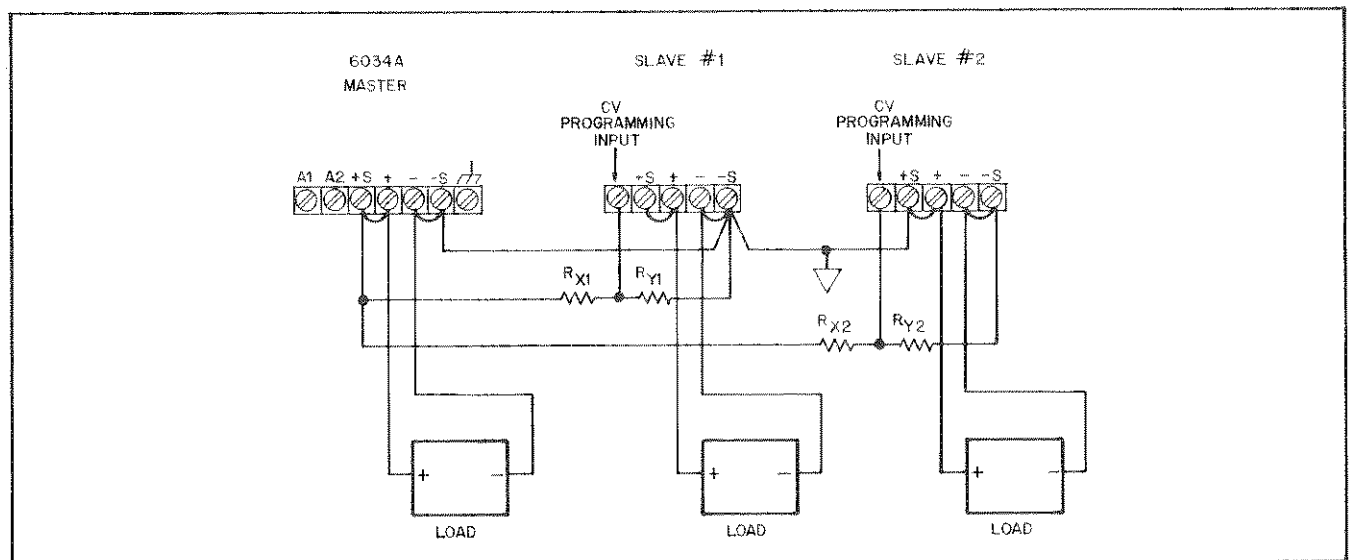 6034A
MASTER
SLAVE #1
SLAVE #2
CV
PROGRAMMING
INPUT
CV
PROGRAMMING
INPUT
A1 A2 +S + - -S
+S + - -S
+S + - -S
RX1
RY1
RX2
RY2
+ -
LOAD
+ -
LOAD
+ -
LOAD